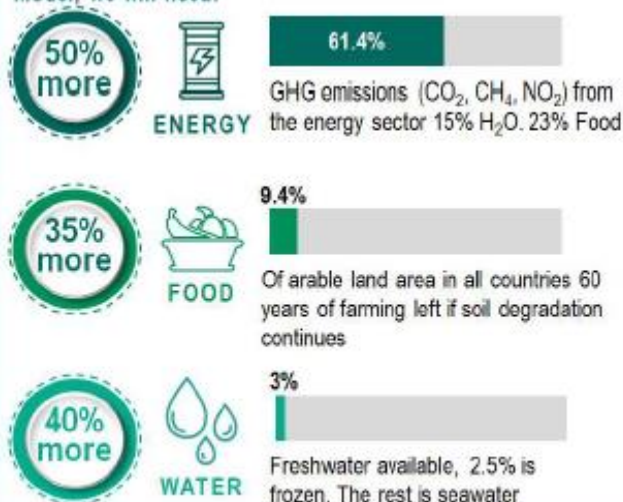 50%
more
ENERGY
61.4%
GHG emissions (CO₂, CH₄, NO₂) from
the energy sector 15% H₂O. 23% Food
35%
more
FOOD
9.4%
Of arable land area in all countries 60
years of farming left if soil degradation
continues
40%
more
WATER
3%
Freshwater available, 2.5% is
frozen. The rest is seawater